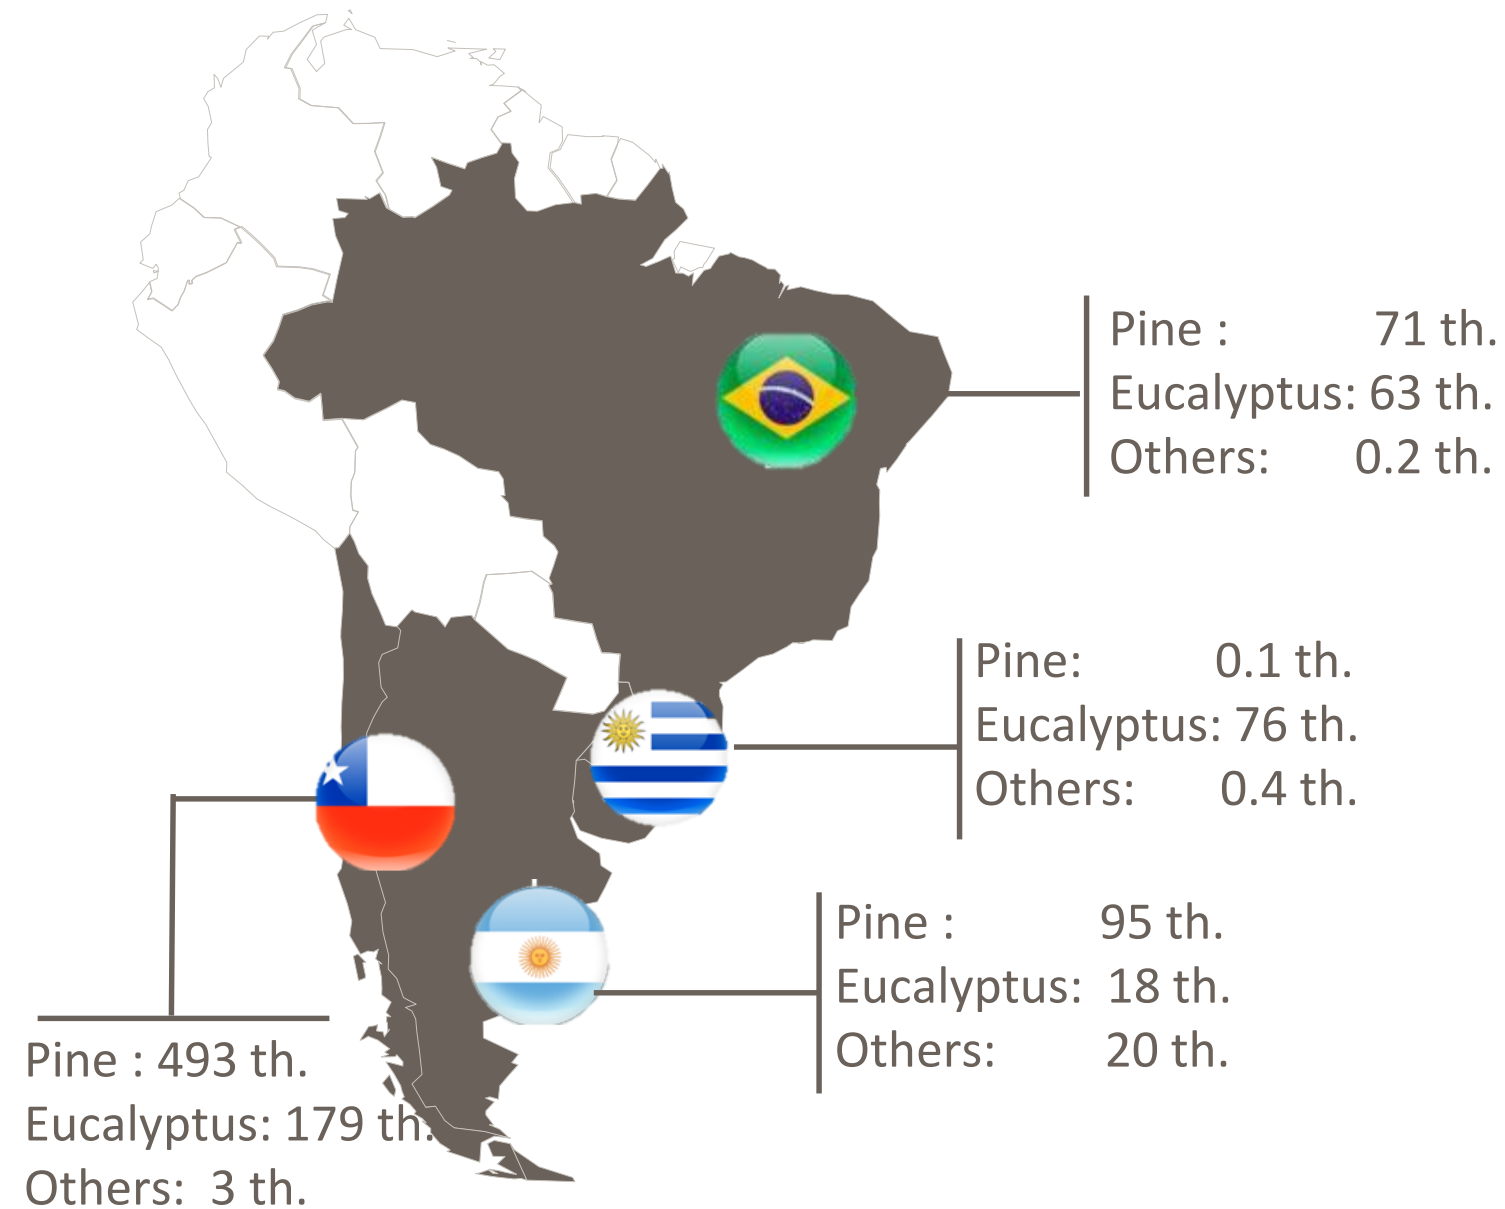 Pine : 71 th.
Eucalyptus: 63 th.
Others: 0.2 th.
Pine: 0.1 th.
Eucalyptus: 76 th.
Others: 0.4 th.
Pine : 95 th.
Eucalyptus: 18 th.
Others: 20 th.
Pine : 493 th.
Eucalyptus: 179 th.
Others: 3 th.